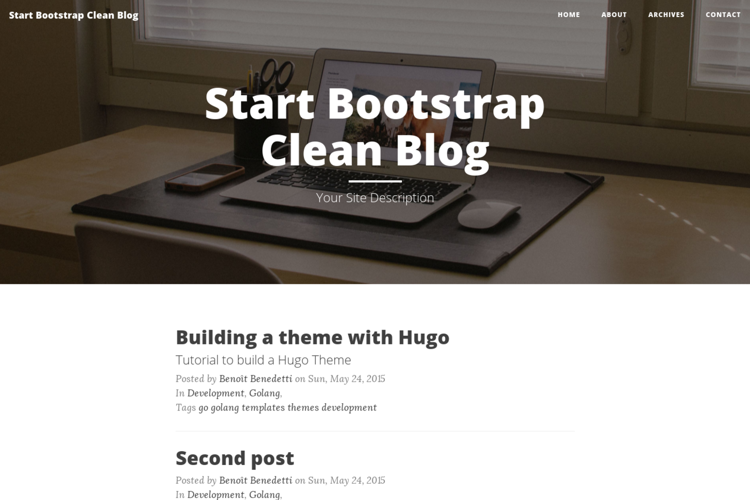 Start Bootstrap Clean Blog
HOME ABOUT ARCHIVES CONTACT
Start Bootstrap
Clean Blog
Your Site Description
Building a theme with Hugo
Tutorial to build a Hugo Theme
Posted by Benoit Benedetti on Sun, May 24, 2015
In Development, Golang,
Tags go golang templates themes development
Second post
Posted by Benoit Benedetti on Sun, May 24, 2015
In Development, Golang,